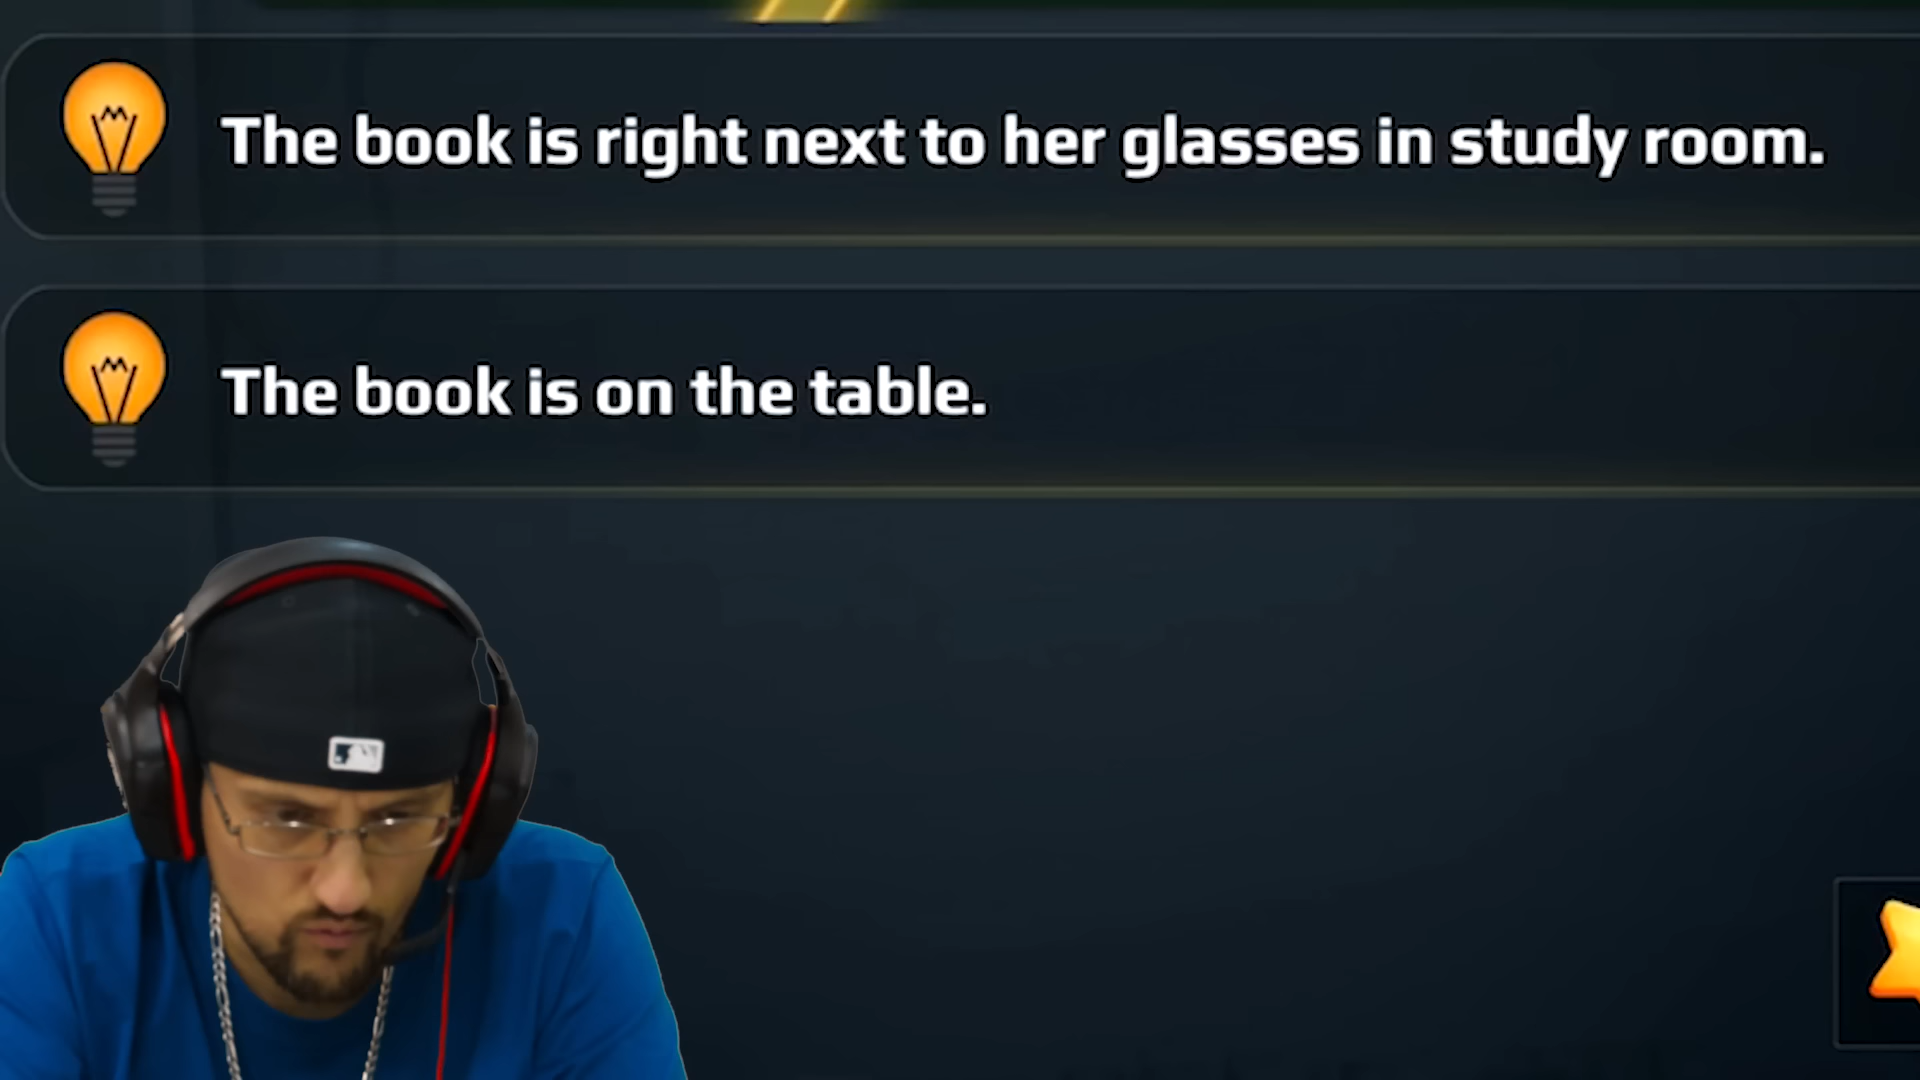 The book is right next to her glasses in study room.
The book is on the table.